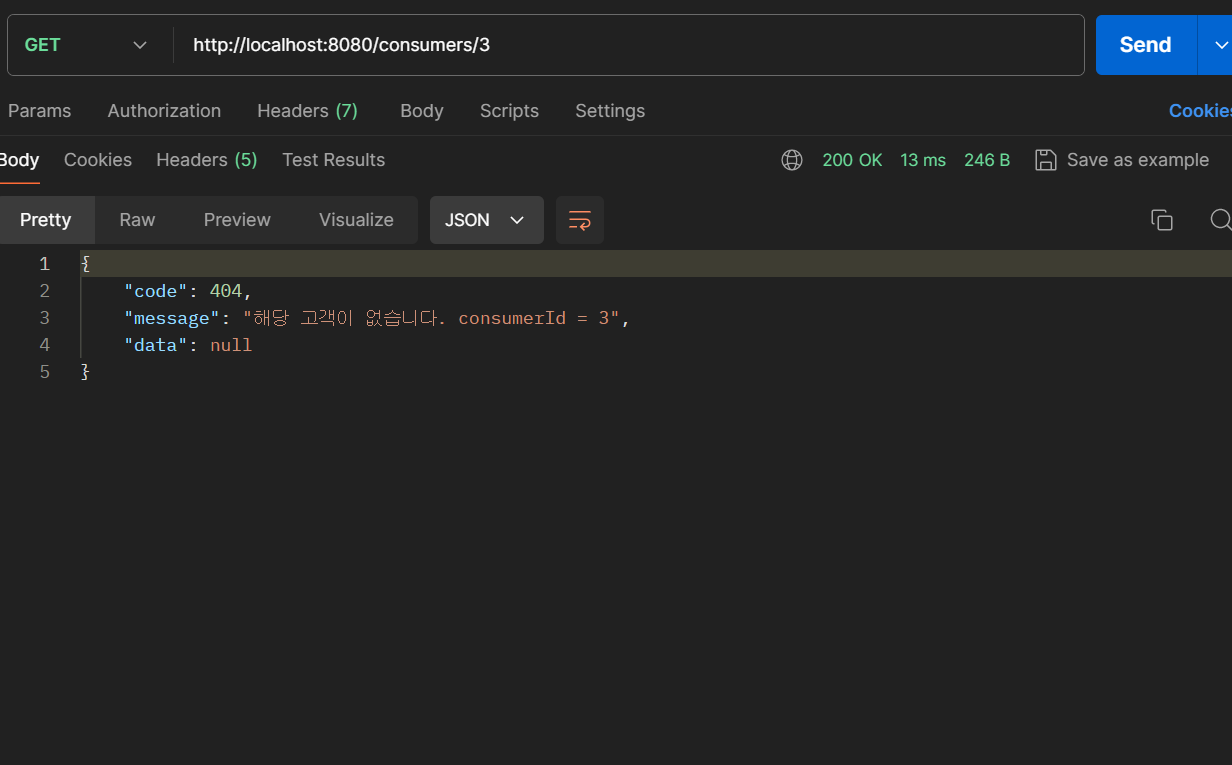 GET http://localhost:8080/consumers/3 Send
Params Authorization Headers (7) Body Scripts Settings Cookies
Body Cookies Headers (5) Test Results 200 OK 13 ms 246 B Save as example
Pretty Raw Preview Visualize JSON
1 {
2 "code": 404,
3 "message": "해당 고객이 없습니다. consumerId = 3",
4 "data": null
5 }